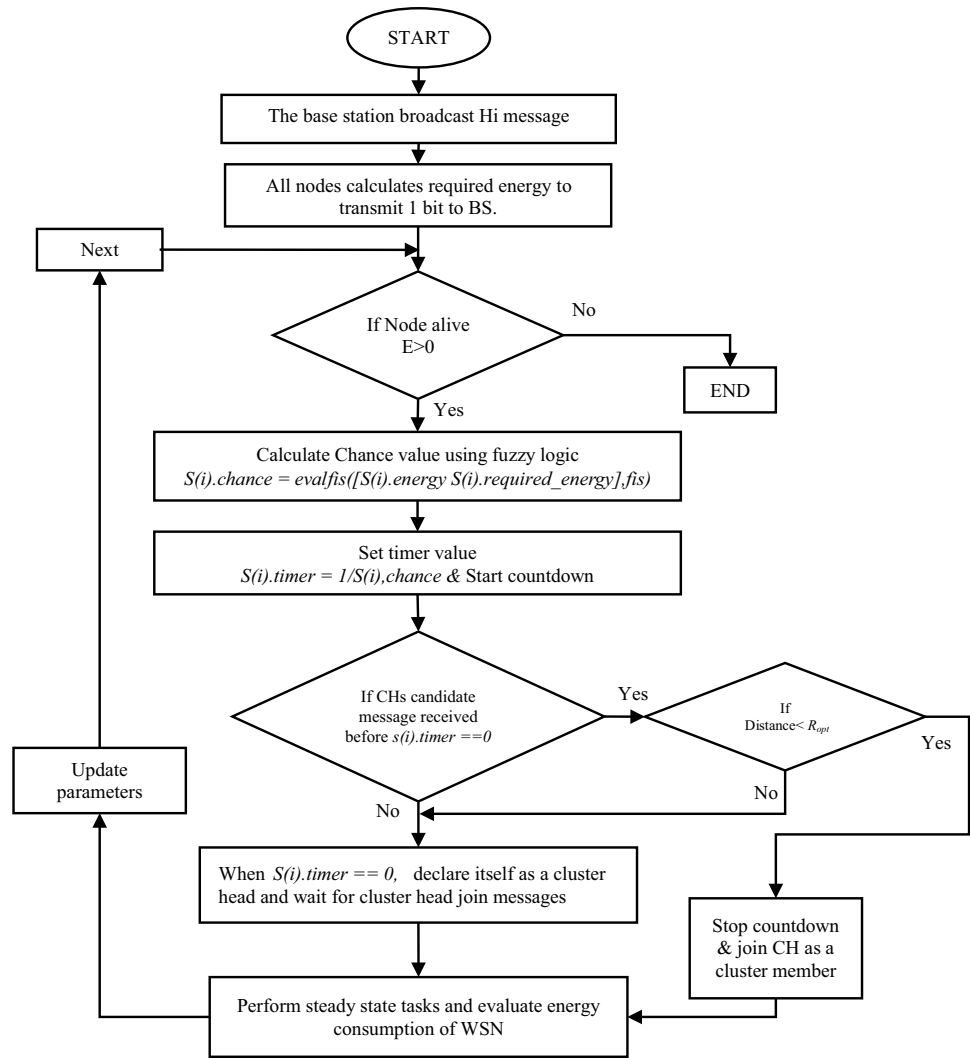 START
The base station broadcast Hi message
All nodes calculates required energy to
transmit 1 bit to BS.
Next
If Node alive
E>0
No
END
Yes
Calculate Chance value using fuzzy logic
S(i).chance = evalfis([S(i).energy S(i).required_energy],fis)
Set timer value
S(i).timer = 1/S(i),chance & Start countdown
If CHs candidate
message received
before s(i).timer ==0
Yes
If
Distance< Ropt
Yes
Update
parameters
No
No
When S(i).timer == 0, declare itself as a cluster
head and wait for cluster head join messages
Stop countdown
& join CH as a
cluster member
Perform steady state tasks and evaluate energy
consumption of WSN